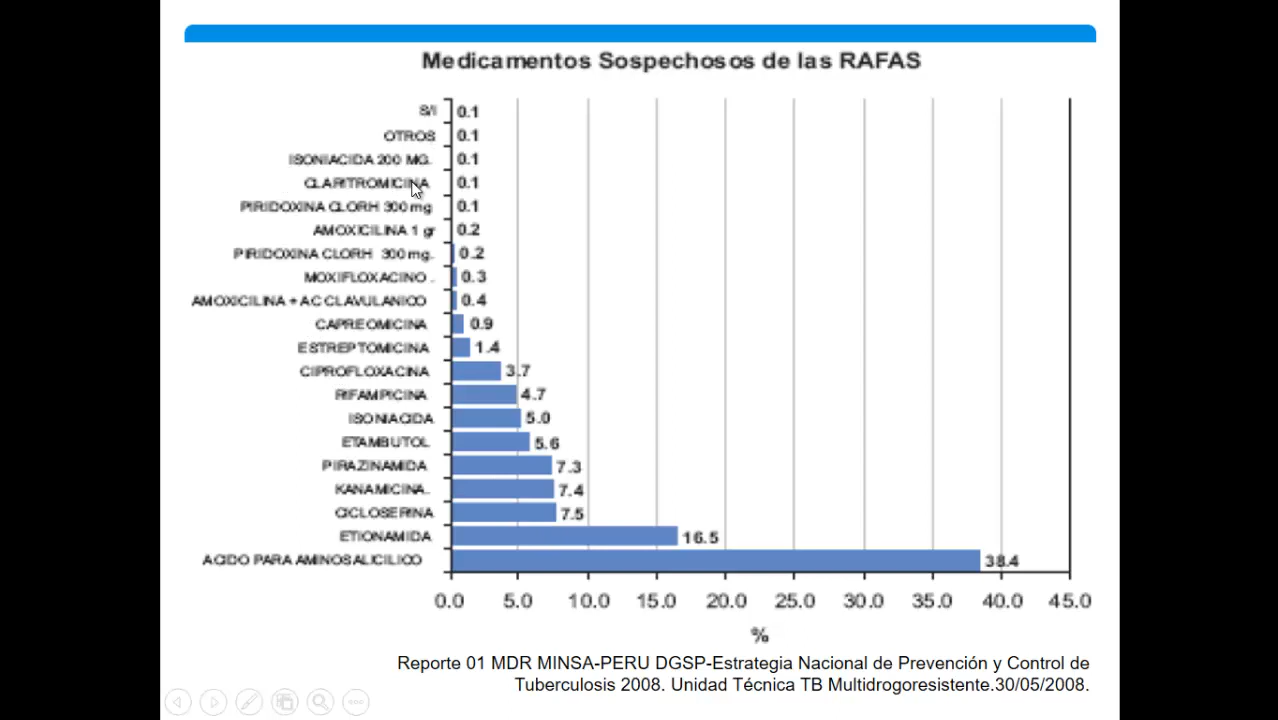 Medicamentos Sospechosos de las RAFAS
S/I 0.1
OTROS 0.1
ISONIACIDA 200 MG. 0.1
CLARITROMICINA 0.1
PIRIDOXINA CLORH 300 mg 0.1
AMOXICILINA 1 gr 0.2
PIRIDOXINA CLORH 300 mg. 0.2
MOXIFLOXACINO . 0.3
AMOXICILINA + AC CLAVULANICO 0.4
CAPREOMICINA 0.9
ESTREPTOMICINA 1.4
CIPROFLOXACINA 3.7
RIFAMPICINA 4.7
ISONIACIDA 5.0
ETAMBUTOL 5.6
PIRAZINAMIDA 7.3
KANAMICINA. 7.4
CICLOSERINA 7.5
ETIONAMIDA 16.5
ACIDO PARA AMINOSALICILICO 38.4
0.0 5.0 10.0 15.0 20.0 25.0 30.0 35.0 40.0 45.0
%
Reporte 01 MDR MINSA-PERU DGSP-Estrategia Nacional de Prevención y Control de
Tuberculosis 2008. Unidad Técnica TB Multidrogoresistente.30/05/2008.